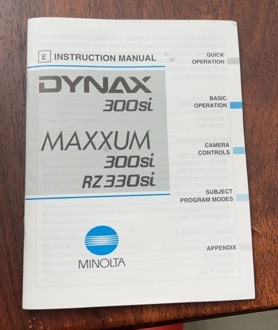 E INSTRUCTION MANUAL
DYNAX
300si
MAXXUM
300si
RZ330si
MINOLTA
QUICK
OPERATION
BASIC
OPERATION
CAMERA
CONTROLS
SUBJECT
PROGRAM MODES
APPENDIX